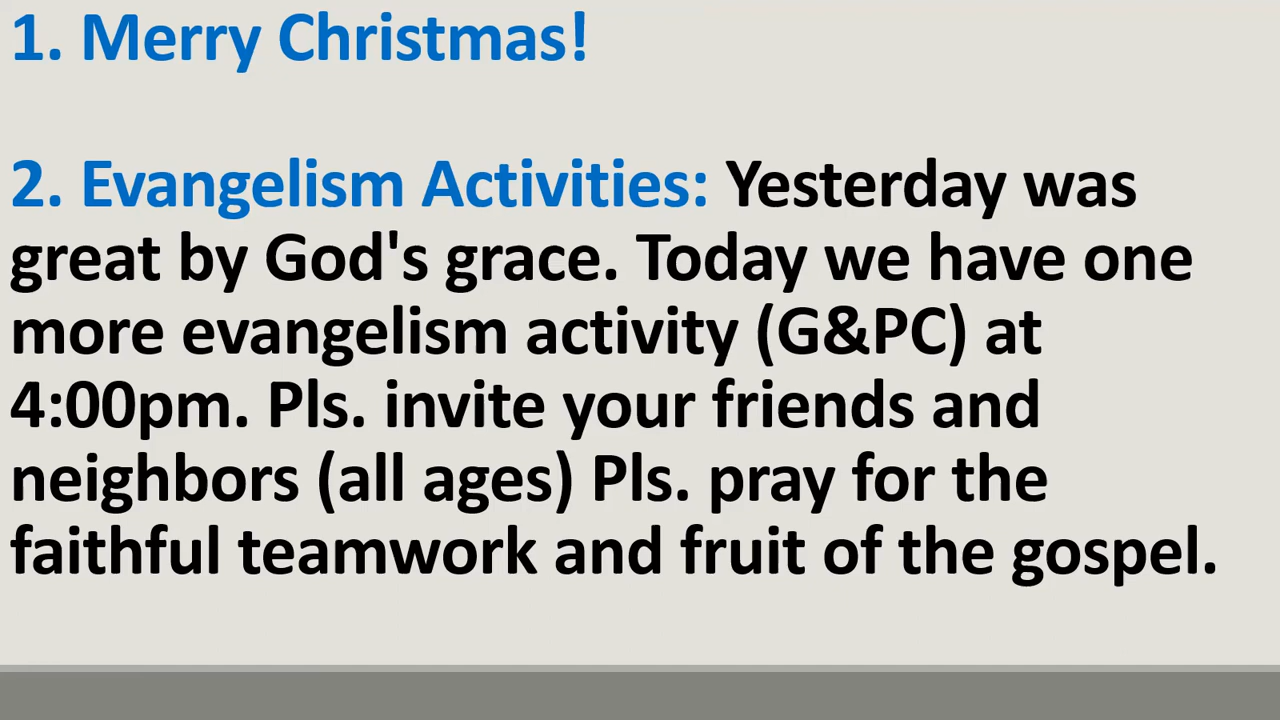 1. Merry Christmas!
2. Evangelism Activities: Yesterday was
great by God's grace. Today we have one
more evangelism activity (G&PC) at
4:00pm. Pls. invite your friends and
neighbors (all ages) Pls. pray for the
faithful teamwork and fruit of the gospel.